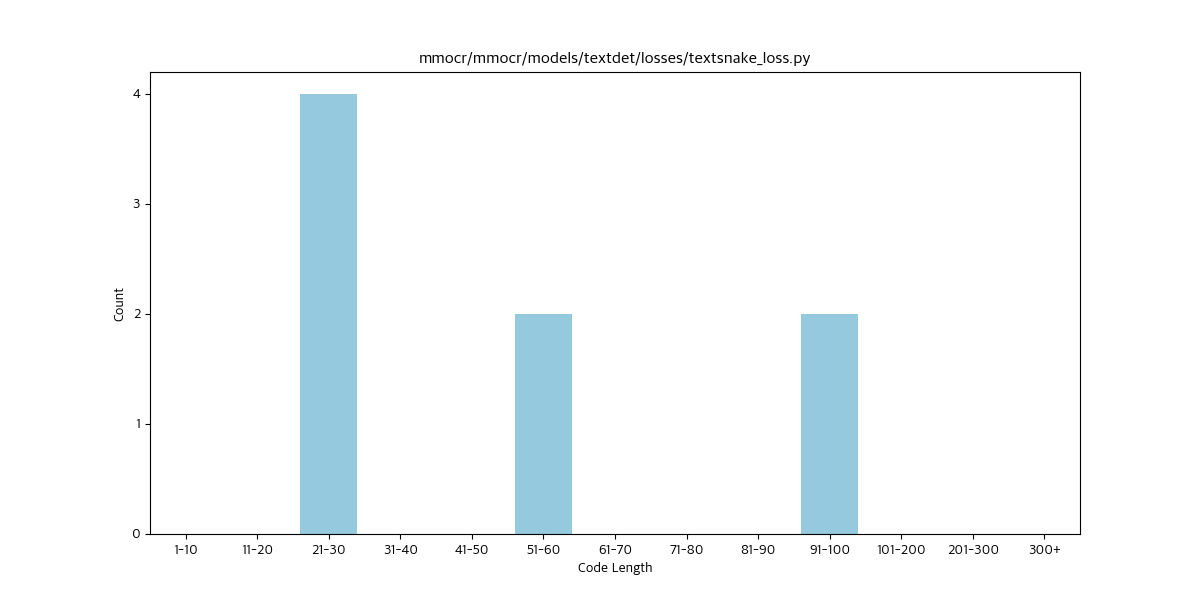 mmocr/mmocr/models/textdet/losses/textsnake_loss.py
4
3
2
1
0
Count
1-10 11-20 21-30 31-40 41-50 51-60 61-70 71-80 81-90 91-100 101-200 201-300 300+
Code Length